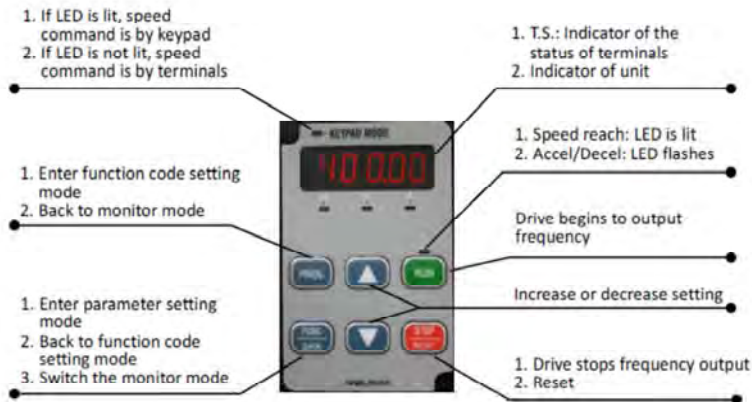 1. If LED is lit, speed
command is by keypad
2. If LED is not lit, speed
command is by terminals
1. T.S.: Indicator of the
status of terminals
2. Indicator of unit
KEYPAD MODE
400.00
1. Speed reach: LED is lit
2. Accel/Decel: LED flashes
1. Enter function code setting
mode
2. Back to monitor mode
Drive begins to output
frequency
PROG
RUN
Increase or decrease setting
1. Enter parameter setting
mode
2. Back to function code
setting mode
3. Switch the monitor mode
FUNC
DATA
STOP
RESET
1. Drive stops frequency output
2. Reset